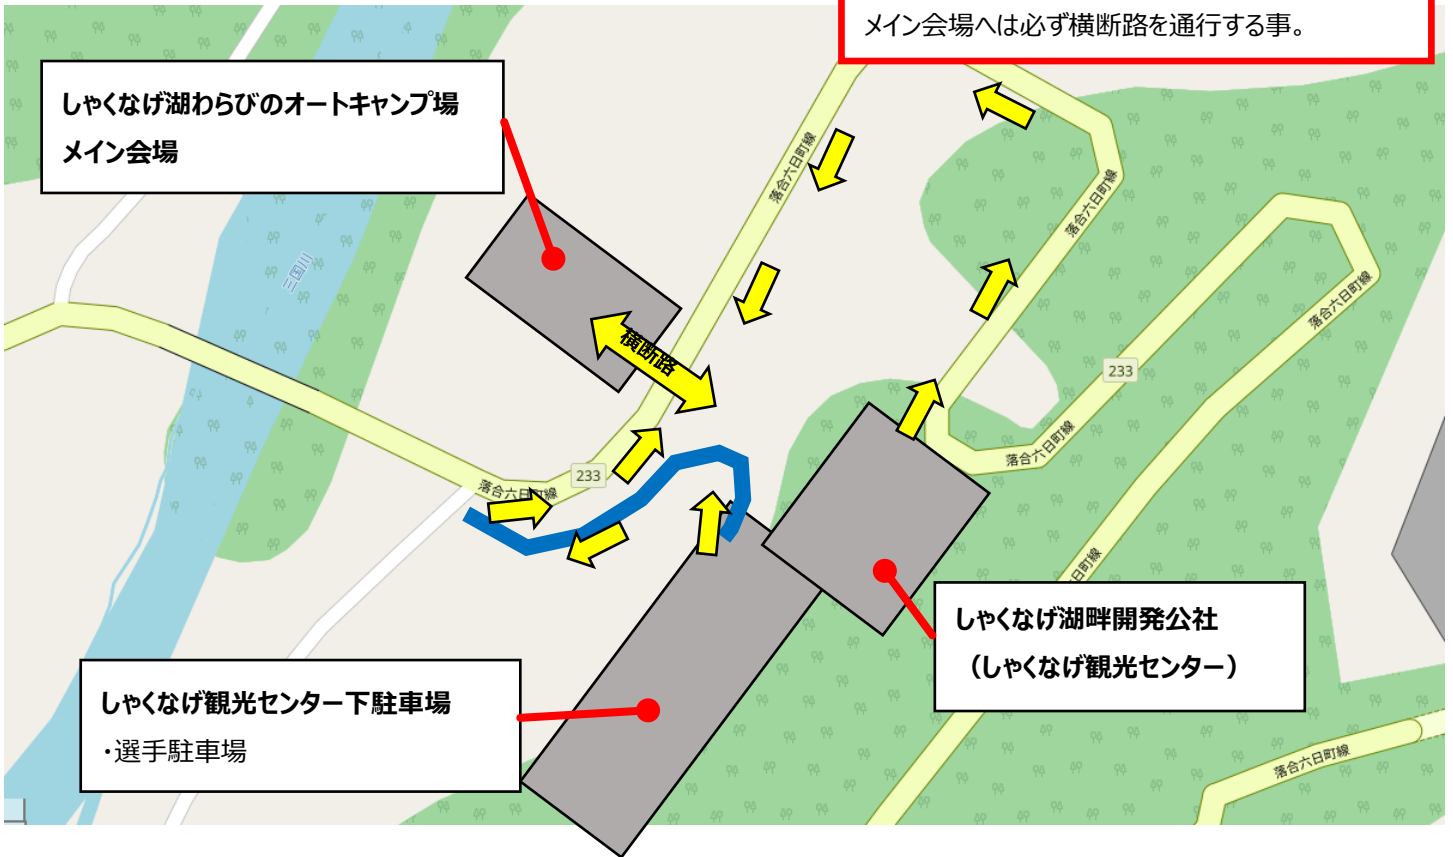 メイン会場へは必ず横断路を通行する事。
しゃくなげ湖わらびのオートキャンプ場
メイン会場
落合六日町線
落合六日町線
三国川
落合六日町線
横断路
233
落合六日町線
233
落合六日町線
日町線
しゃくなげ湖畔開発公社
（しゃくなげ観光センター）
しゃくなげ観光センター下駐車場
・選手駐車場
落合六日町線